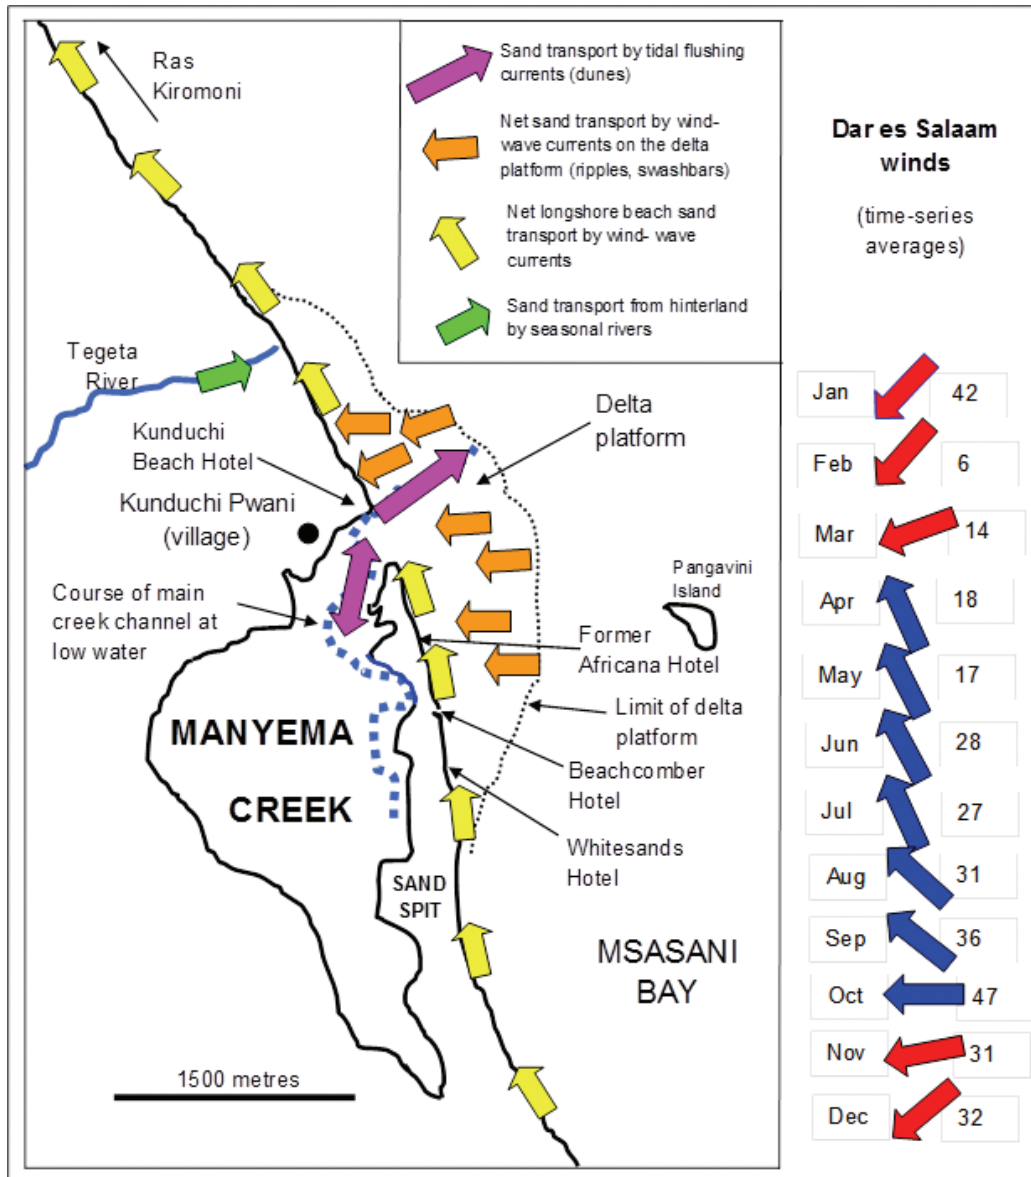 Ras
Kiromoni
Sand transport by tidal flushing
currents (dunes)
Net sand transport by wind-
wave currents on the delta
platform (ripples, swashbars)
Net longshore beach sand
transport by wind- wave
currents
Sand transport from hinterland
by seasonal rivers
Tegeta
River
Kunduchi
Beach Hotel
Delta
platform
Kunduchi Pwani
(village)
Course of main
creek channel at
low water
Pangavini
Island
Former
Africana Hotel
Limit of delta
platform
MANYEMA
CREEK
Beachcomber
Hotel
Whitesands
Hotel
SAND
SPIT
MSASANI
BAY
1500 metres
Dar es Salaam
winds
(time-series
averages)
Jan 42
Feb 6
Mar 14
Apr 18
May 17
Jun 28
Jul 27
Aug 31
Sep 36
Oct 47
Nov 31
Dec 32